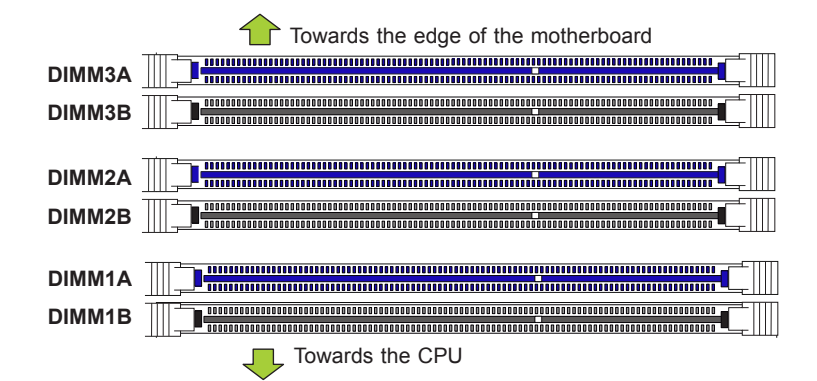 Towards the edge of the motherboard
DIMM3A
DIMM3B
DIMM2A
DIMM2B
DIMM1A
DIMM1B
Towards the CPU